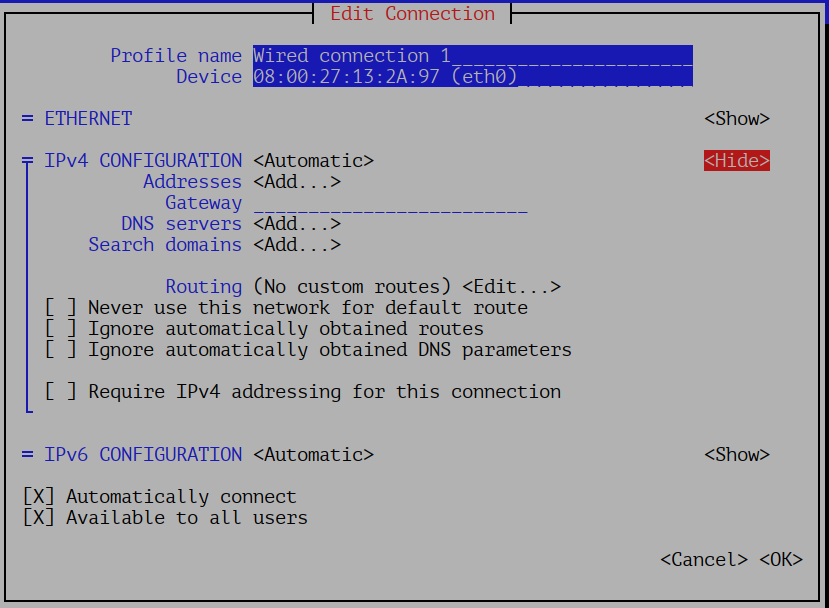 Edit Connection
Profile name Wired connection 1______________________
Device 08:00:27:13:2A:97 (eth0)________________
= ETHERNET <Show>
= IPv4 CONFIGURATION <Automatic> <Hide>
Addresses <Add...>
Gateway _________________________
DNS servers <Add...>
Search domains <Add...>
Routing (No custom routes) <Edit...>
[ ] Never use this network for default route
[ ] Ignore automatically obtained routes
[ ] Ignore automatically obtained DNS parameters
[ ] Require IPv4 addressing for this connection
= IPv6 CONFIGURATION <Automatic> <Show>
[X] Automatically connect
[X] Available to all users
<Cancel> <OK>